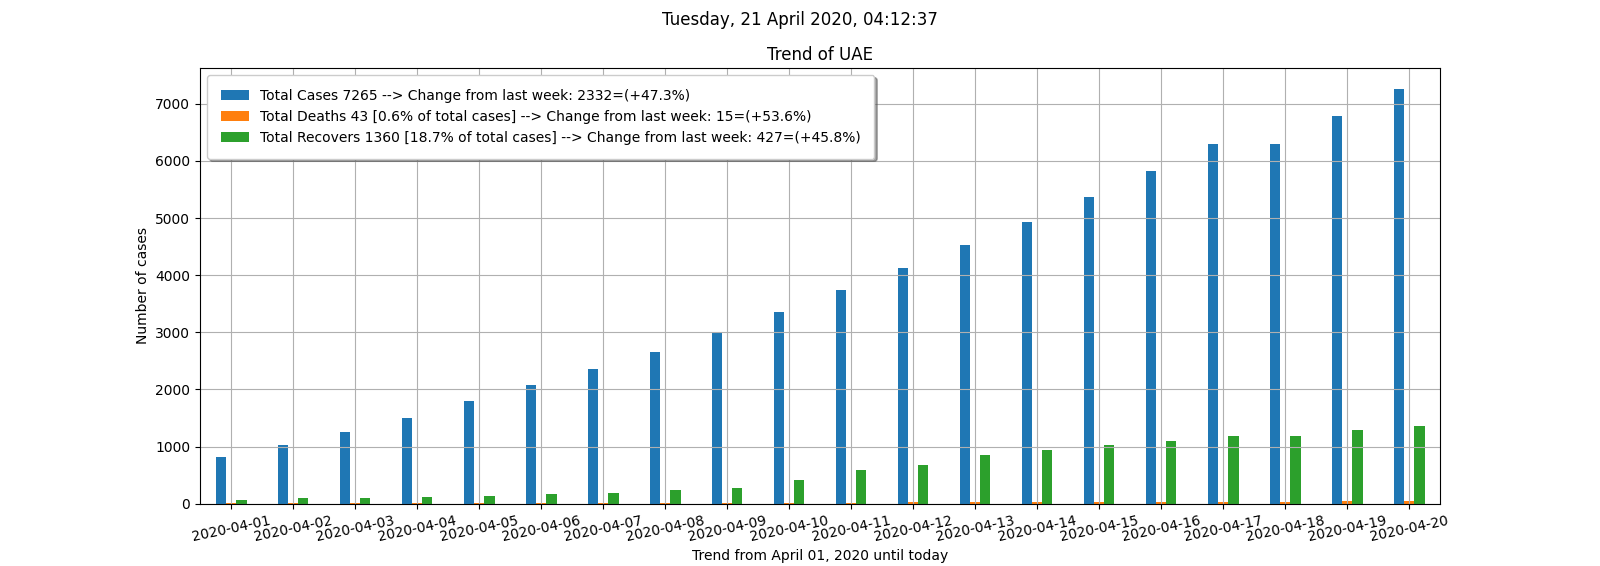 Tuesday, 21 April 2020, 04:12:37
Trend of UAE
Total Cases 7265 --> Change from last week: 2332=(+47.3%)
Total Deaths 43 [0.6% of total cases] --> Change from last week: 15=(+53.6%)
Total Recovers 1360 [18.7% of total cases] --> Change from last week: 427=(+45.8%)
Number of cases
7000
6000
5000
4000
3000
2000
1000
0
2020-04-01 2020-04-02 2020-04-03 2020-04-04 2020-04-05 2020-04-06 2020-04-07 2020-04-08 2020-04-09 2020-04-10 2020-04-11 2020-04-12 2020-04-13 2020-04-14 2020-04-15 2020-04-16 2020-04-17 2020-04-18 2020-04-19 2020-04-20
Trend from April 01, 2020 until today